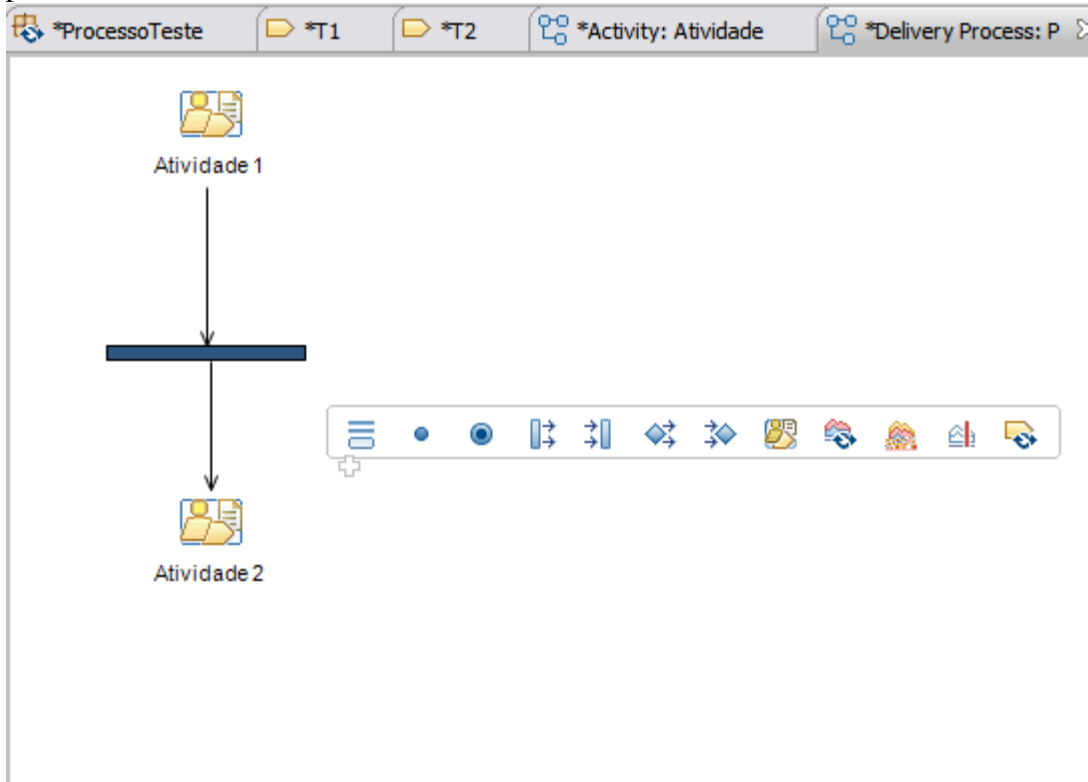 *ProcessoTeste
*T1
*T2
*Activity: Atividade
*Delivery Process: P
Atividade 1
Atividade 2